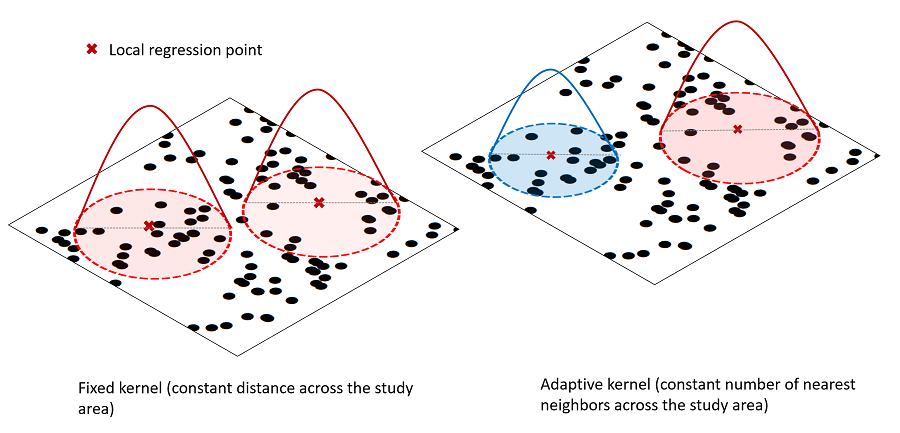 Local regression point
Fixed kernel (constant distance across the study
area)
Adaptive kernel (constant number of nearest
neighbors across the study area)